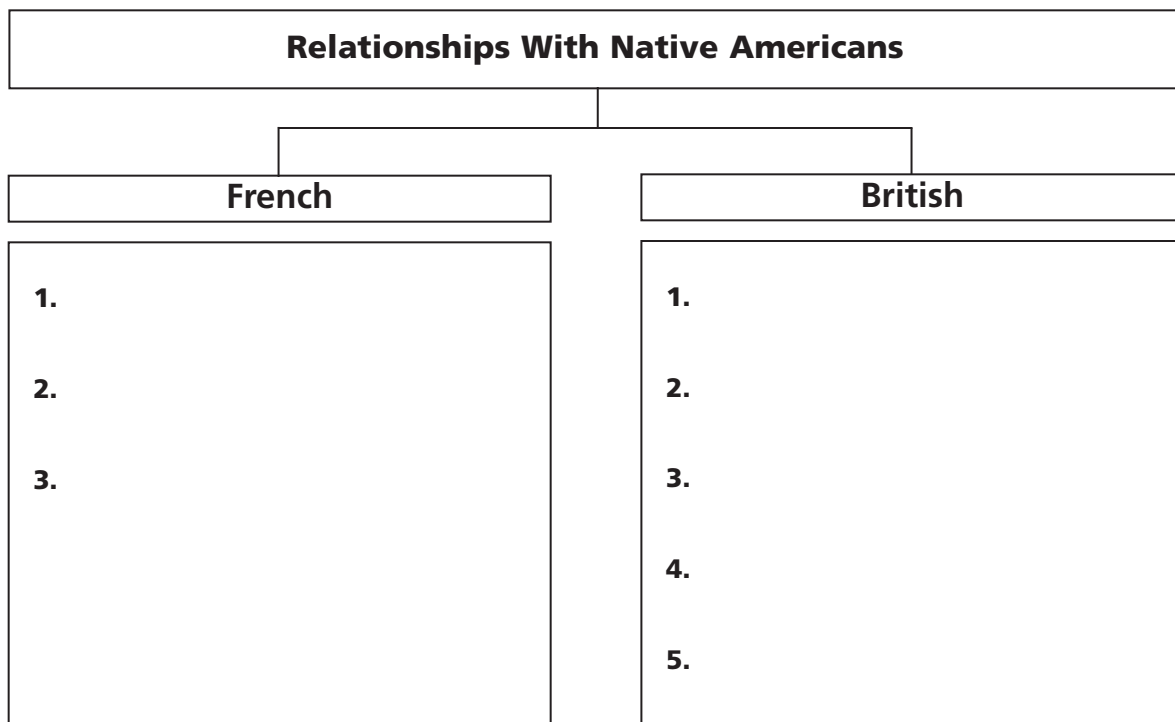 Relationships With Native Americans
French
1.
2.
3.
British
1.
2.
3.
4.
5.